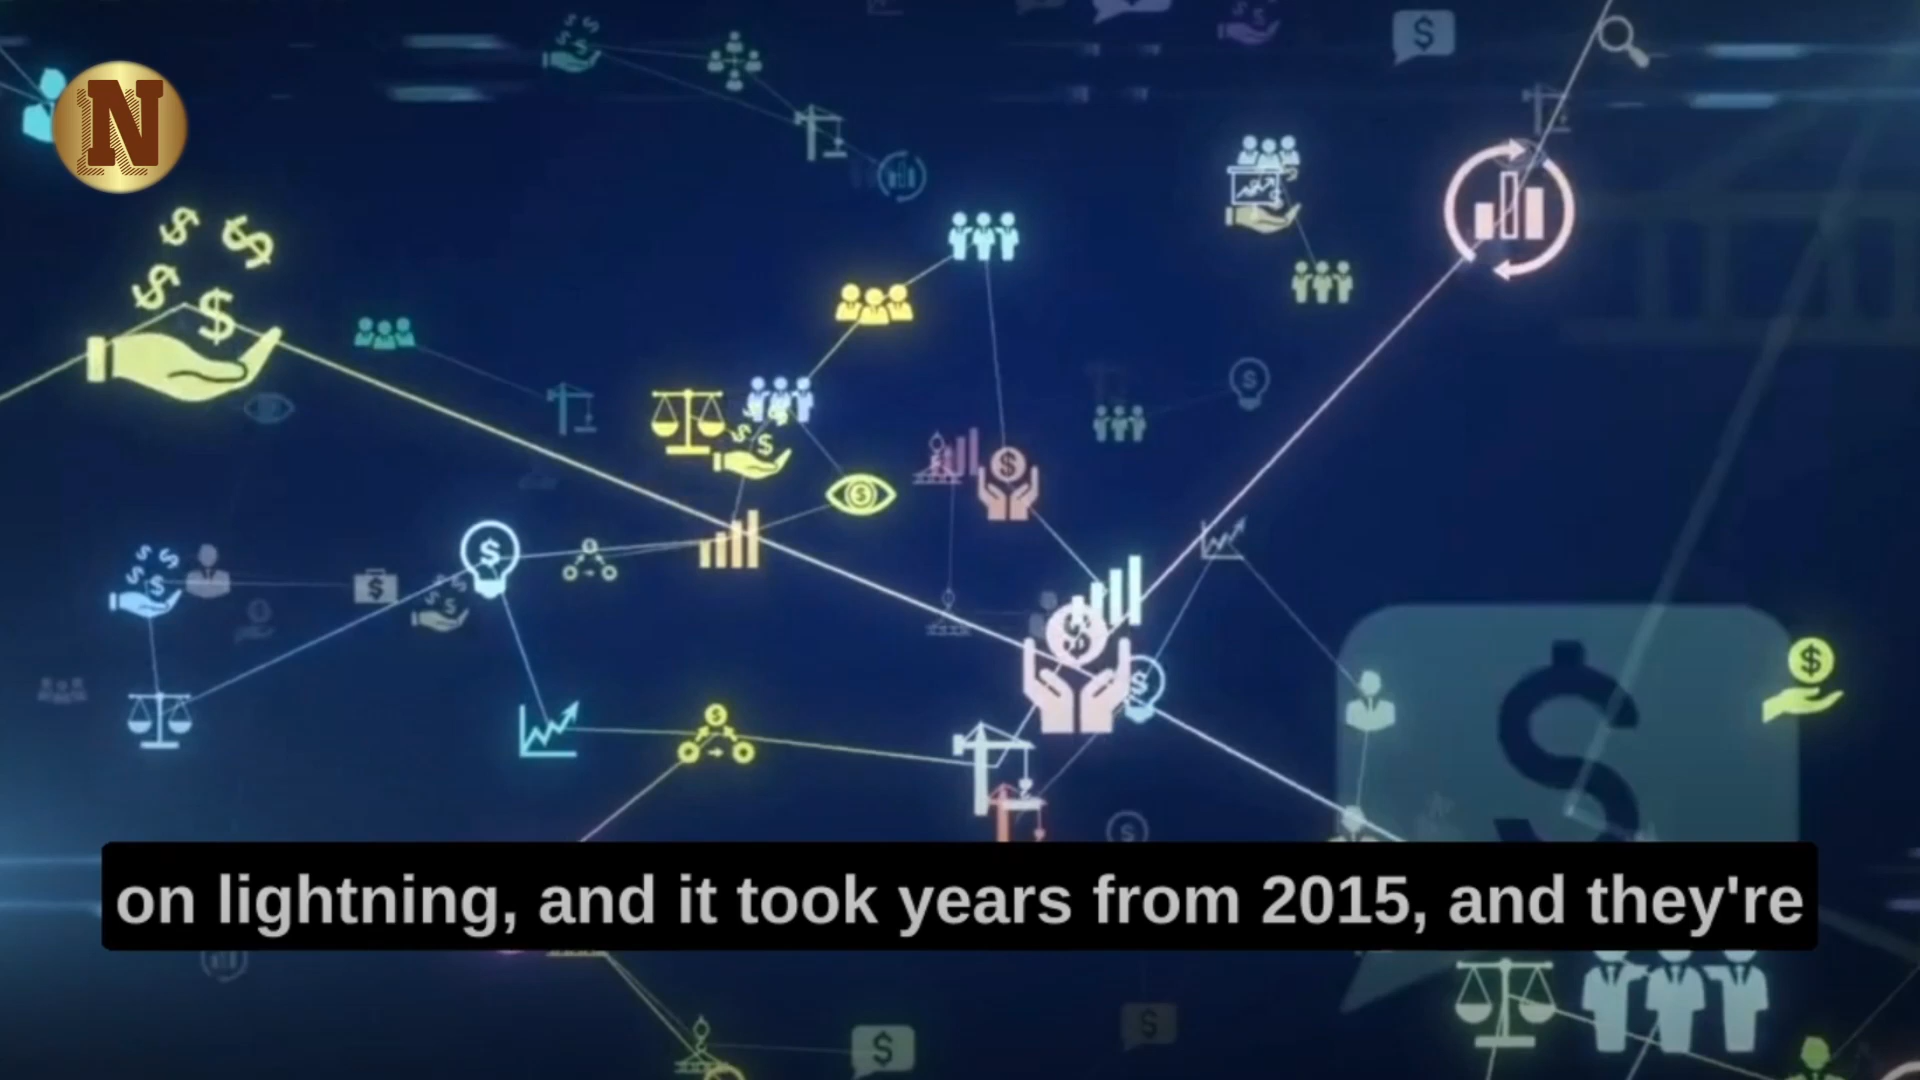 N
on lightning, and it took years from 2015, and they're